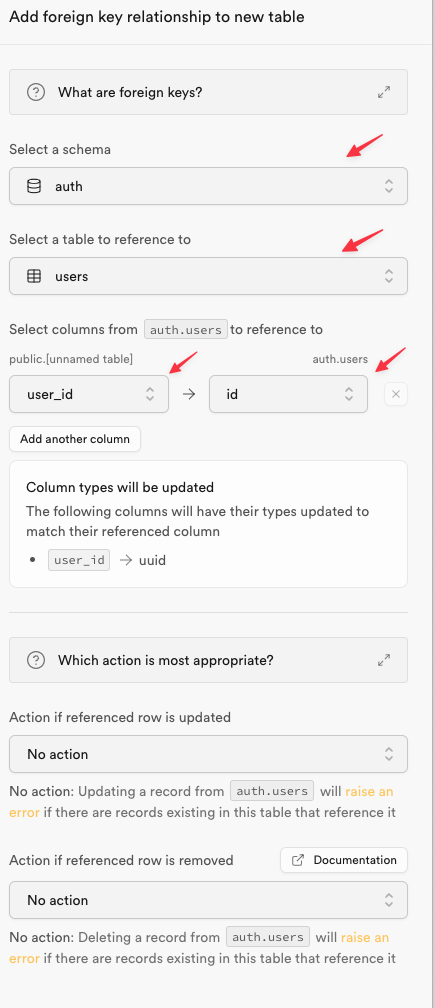 Add foreign key relationship to new table
What are foreign keys?
Select a schema
auth
Select a table to reference to
users
Select columns from auth.users to reference to
public.[unnamed table] auth.users
user_id → id
Add another column
Column types will be updated
The following columns will have their types updated to
match their referenced column
• user_id → uuid
Which action is most appropriate?
Action if referenced row is updated
No action
No action: Updating a record from auth.users will raise an
error if there are records existing in this table that reference it
Action if referenced row is removed Documentation
No action
No action: Deleting a record from auth.users will raise an
error if there are records existing in this table that reference it